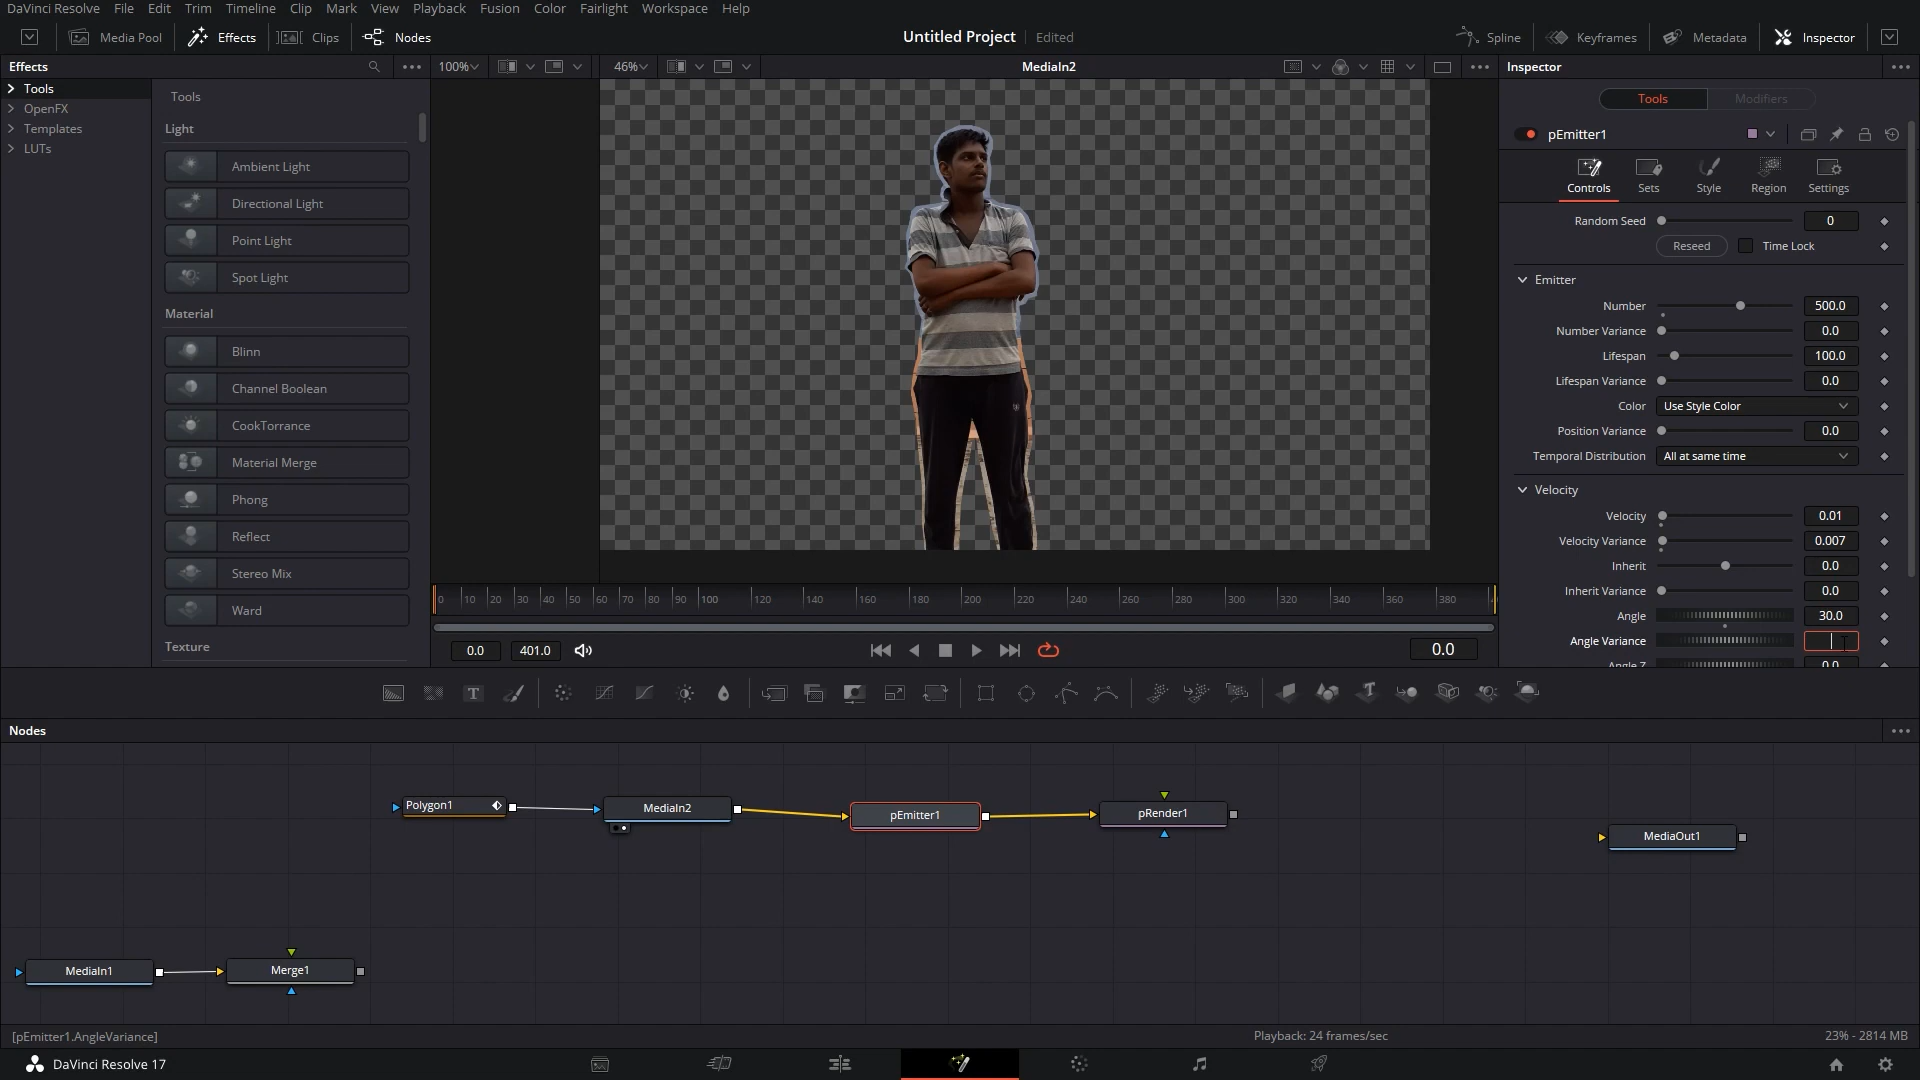 DaVinci Resolve File Edit Trim Timeline Clip Mark View Playback Fusion Color Fairlight Workspace Help
Media Pool Effects Clips Nodes Untitled Project Edited Spline Keyframes Metadata Inspector
Effects 100% 46% MediaIn2 Inspector
Tools
OpenFX
Templates
LUTs
Tools
Light
Ambient Light
Directional Light
Point Light
Spot Light
Material
Blinn
Channel Boolean
CookTorrance
Material Merge
Phong
Reflect
Stereo Mix
Ward
Texture
0 10 20 30 40 50 60 70 80 90 100 120 140 160 180 200 220 240 260 280 300 320 340 360 380
0.0 401.0 0.0
Tools Modifiers
pEmitter1
Controls Sets Style Region Settings
Random Seed 0
Reseed Time Lock
Emitter
Number 500.0
Number Variance 0.0
Lifespan 100.0
Lifespan Variance 0.0
Color Use Style Color
Position Variance 0.0
Temporal Distribution All at same time
Velocity
Velocity 0.01
Velocity Variance 0.007
Inherit 0.0
Inherit Variance 0.0
Angle 30.0
Angle Variance
Angle Z 0.0
T T
Nodes
Polygon1 MediaIn2 pEmitter1 pRender1 MediaOut1
MediaIn1 Merge1
[pEmitter1.AngleVariance] Playback: 24 frames/sec 23% - 2814 MB
DaVinci Resolve 17